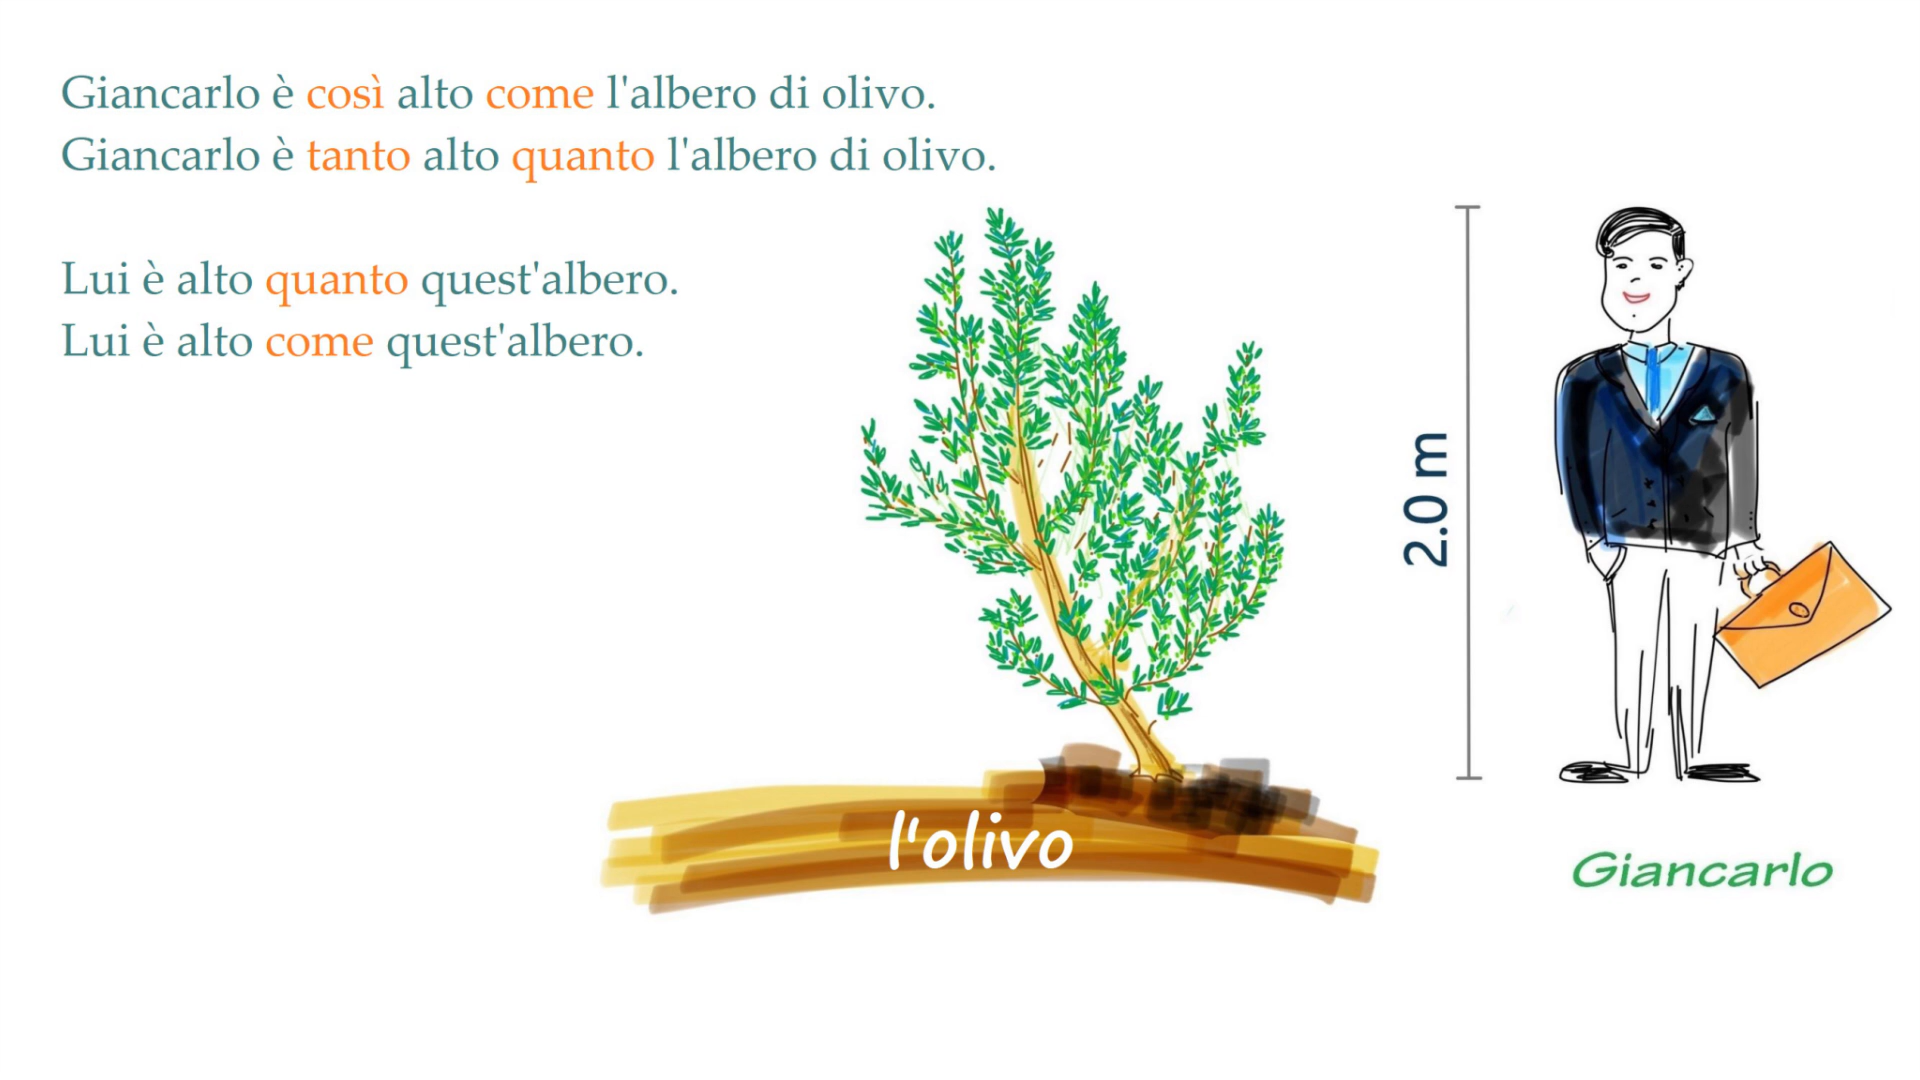 Giancarlo è così alto come l'albero di olivo.
Giancarlo è tanto alto quanto l'albero di olivo.
Lui è alto quanto quest'albero.
Lui è alto come quest'albero.
2.0 m
l'olivo
Giancarlo